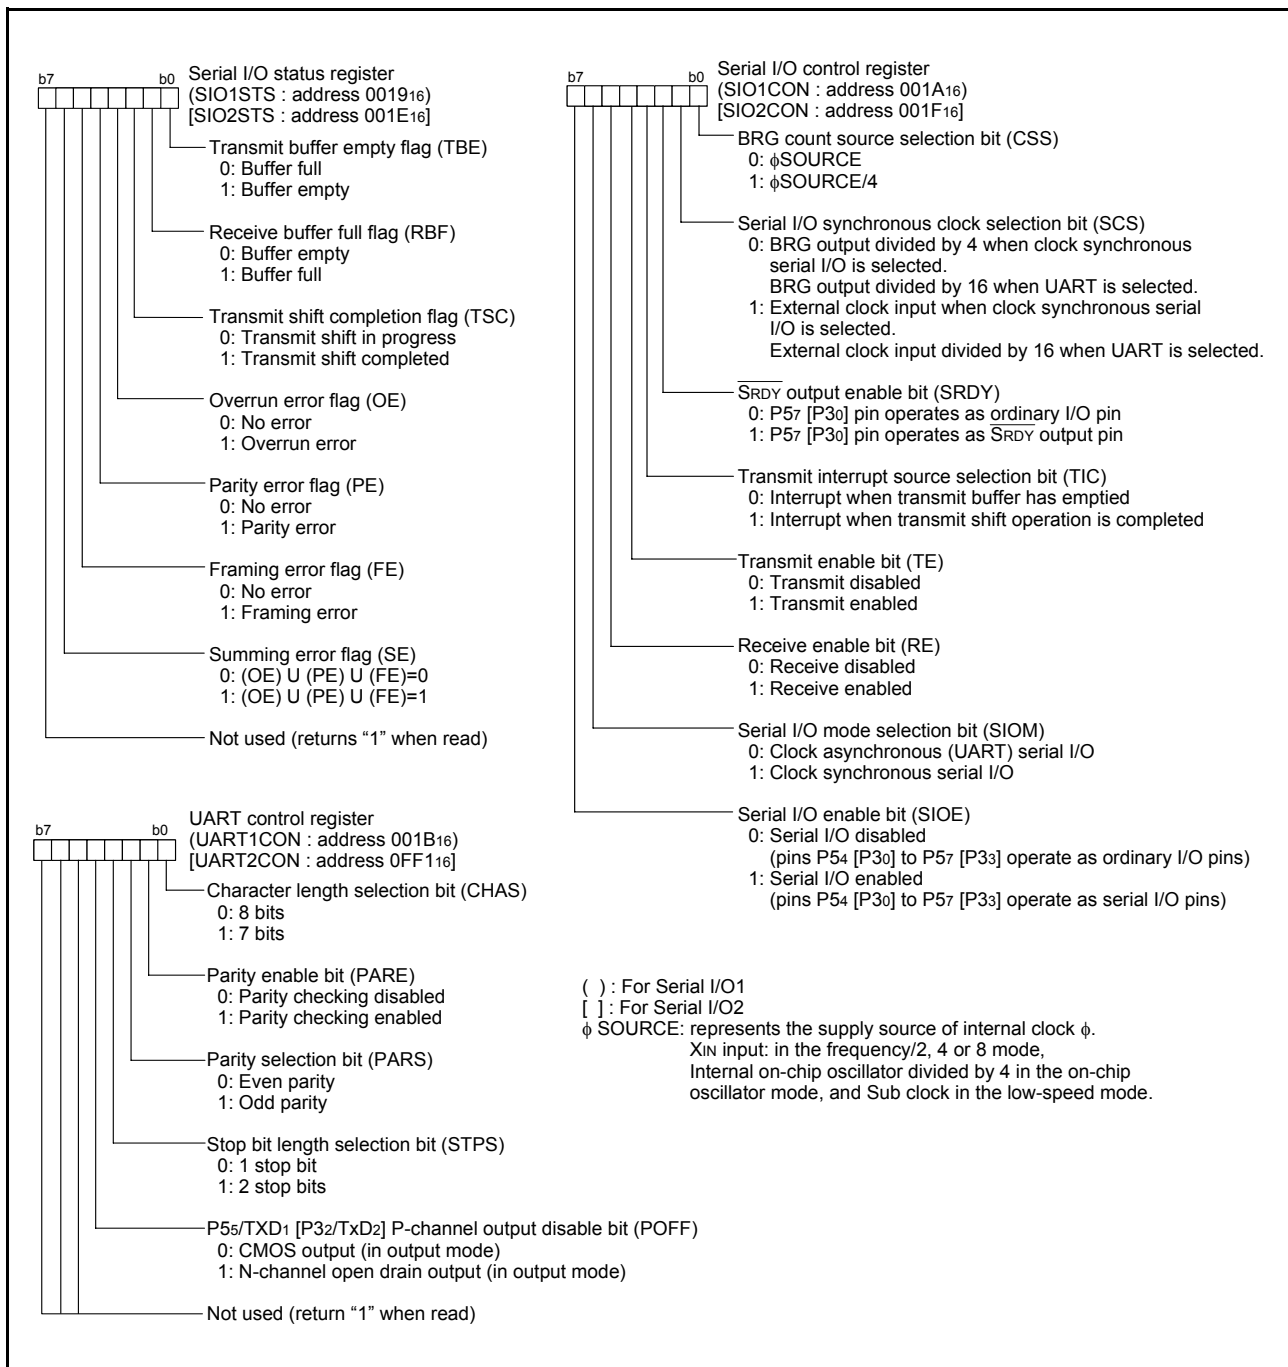 b7 b0 Serial I/O status register
(SIO1STS : address 001916)
[SIO2STS : address 001E16]
Transmit buffer empty flag (TBE)
0: Buffer full
1: Buffer empty
Receive buffer full flag (RBF)
0: Buffer empty
1: Buffer full
Transmit shift completion flag (TSC)
0: Transmit shift in progress
1: Transmit shift completed
Overrun error flag (OE)
0: No error
1: Overrun error
Parity error flag (PE)
0: No error
1: Parity error
Framing error flag (FE)
0: No error
1: Framing error
Summing error flag (SE)
0: (OE) U (PE) U (FE)=0
1: (OE) U (PE) U (FE)=1
Not used (returns “1” when read)
b7 b0 UART control register
(UART1CON : address 001B16)
[UART2CON : address 0FF116]
Character length selection bit (CHAS)
0: 8 bits
1: 7 bits
Parity enable bit (PARE)
0: Parity checking disabled
1: Parity checking enabled
Parity selection bit (PARS)
0: Even parity
1: Odd parity
Stop bit length selection bit (STPS)
0: 1 stop bit
1: 2 stop bits
P55/TXD1 [P32/TxD2] P-channel output disable bit (POFF)
0: CMOS output (in output mode)
1: N-channel open drain output (in output mode)
Not used (return “1” when read)
b7 b0 Serial I/O control register
(SIO1CON : address 001A16)
[SIO2CON : address 001F16]
BRG count source selection bit (CSS)
0: ϕSOURCE
1: ϕSOURCE/4
Serial I/O synchronous clock selection bit (SCS)
0: BRG output divided by 4 when clock synchronous
serial I/O is selected.
BRG output divided by 16 when UART is selected.
1: External clock input when clock synchronous serial
I/O is selected.
External clock input divided by 16 when UART is selected.
SRDY output enable bit (SRDY)
0: P57 [P30] pin operates as ordinary I/O pin
1: P57 [P30] pin operates as SRDY output pin
Transmit interrupt source selection bit (TIC)
0: Interrupt when transmit buffer has emptied
1: Interrupt when transmit shift operation is completed
Transmit enable bit (TE)
0: Transmit disabled
1: Transmit enabled
Receive enable bit (RE)
0: Receive disabled
1: Receive enabled
Serial I/O mode selection bit (SIOM)
0: Clock asynchronous (UART) serial I/O
1: Clock synchronous serial I/O
Serial I/O enable bit (SIOE)
0: Serial I/O disabled
(pins P54 [P30] to P57 [P33] operate as ordinary I/O pins)
1: Serial I/O enabled
(pins P54 [P30] to P57 [P33] operate as serial I/O pins)
( ) : For Serial I/O1
[ ] : For Serial I/O2
ϕ SOURCE: represents the supply source of internal clock ϕ.
XIN input: in the frequency/2, 4 or 8 mode,
Internal on-chip oscillator divided by 4 in the on-chip
oscillator mode, and Sub clock in the low-speed mode.